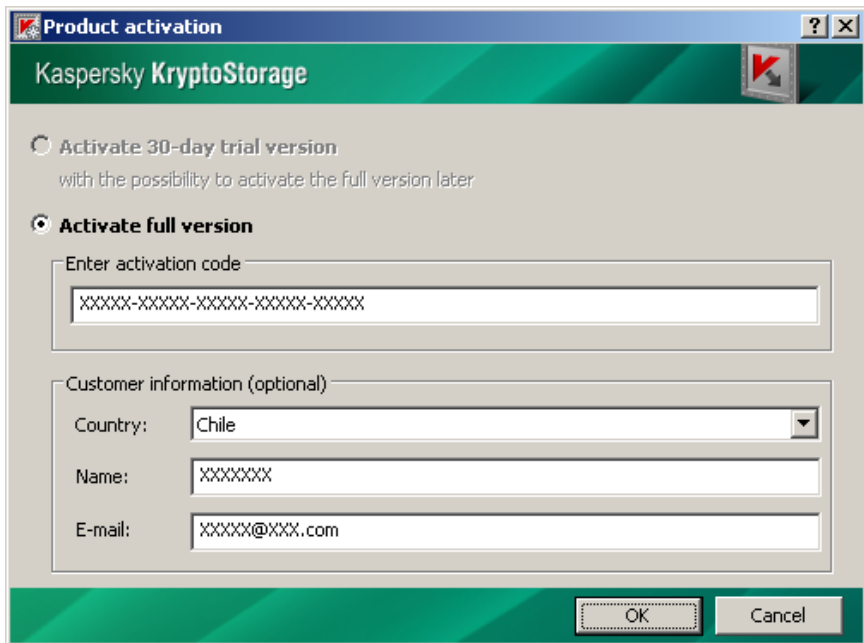 Product activation
Kaspersky KryptoStorage
Activate 30-day trial version
with the possibility to activate the full version later
Activate full version
Enter activation code
XXXXX-XXXXX-XXXXX-XXXXX-XXXXX
Customer information (optional)
Country: Chile
Name: XXXXXXX
E-mail: XXXXX@XXX.com
OK Cancel